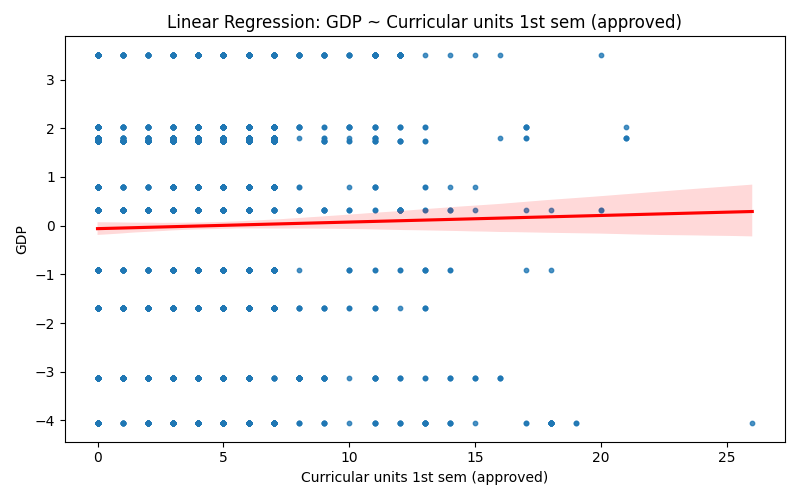 Linear Regression: GDP ~ Curricular units 1st sem (approved)
GDP
3
2
1
0
−1
−2
−3
−4
0 5 10 15 20 25
Curricular units 1st sem (approved)